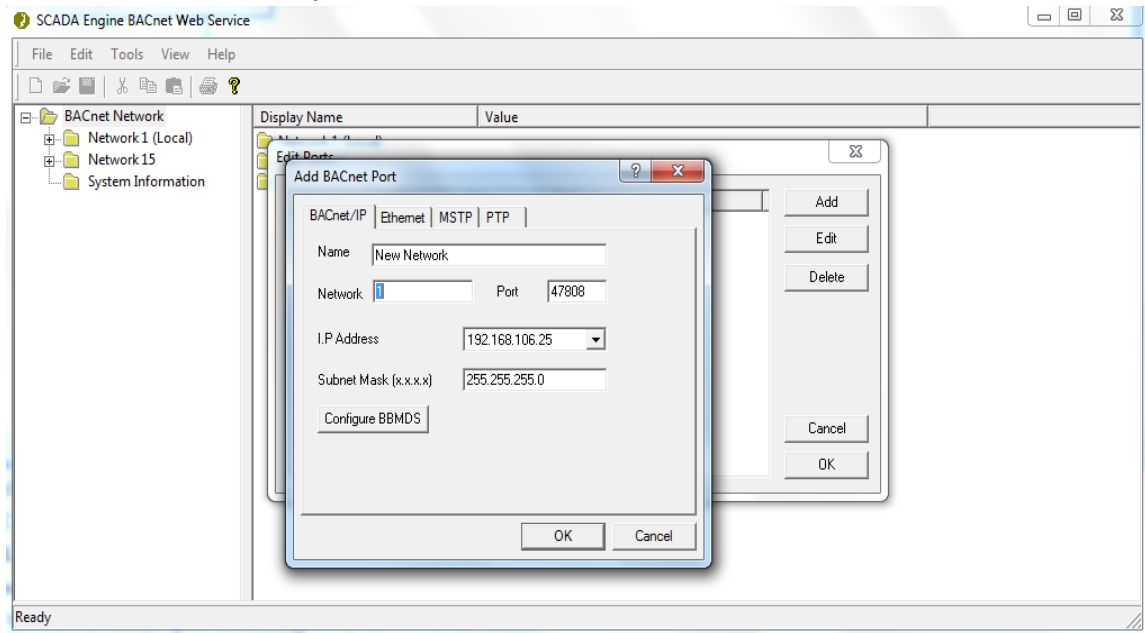 SCADA Engine BACnet Web Service
File Edit Tools View Help
BACnet Network
Network 1 (Local)
Network 15
System Information
Display Name Value
Edit Ports
Add
Edit
Delete
Cancel
OK
Add BACnet Port
BACnet/IP Ethernet MSTP PTP
Name New Network
Network 1 Port 47808
I.P Address 192.168.106.25
Subnet Mask (x.x.x.x) 255.255.255.0
Configure BBMDS
OK Cancel
Ready